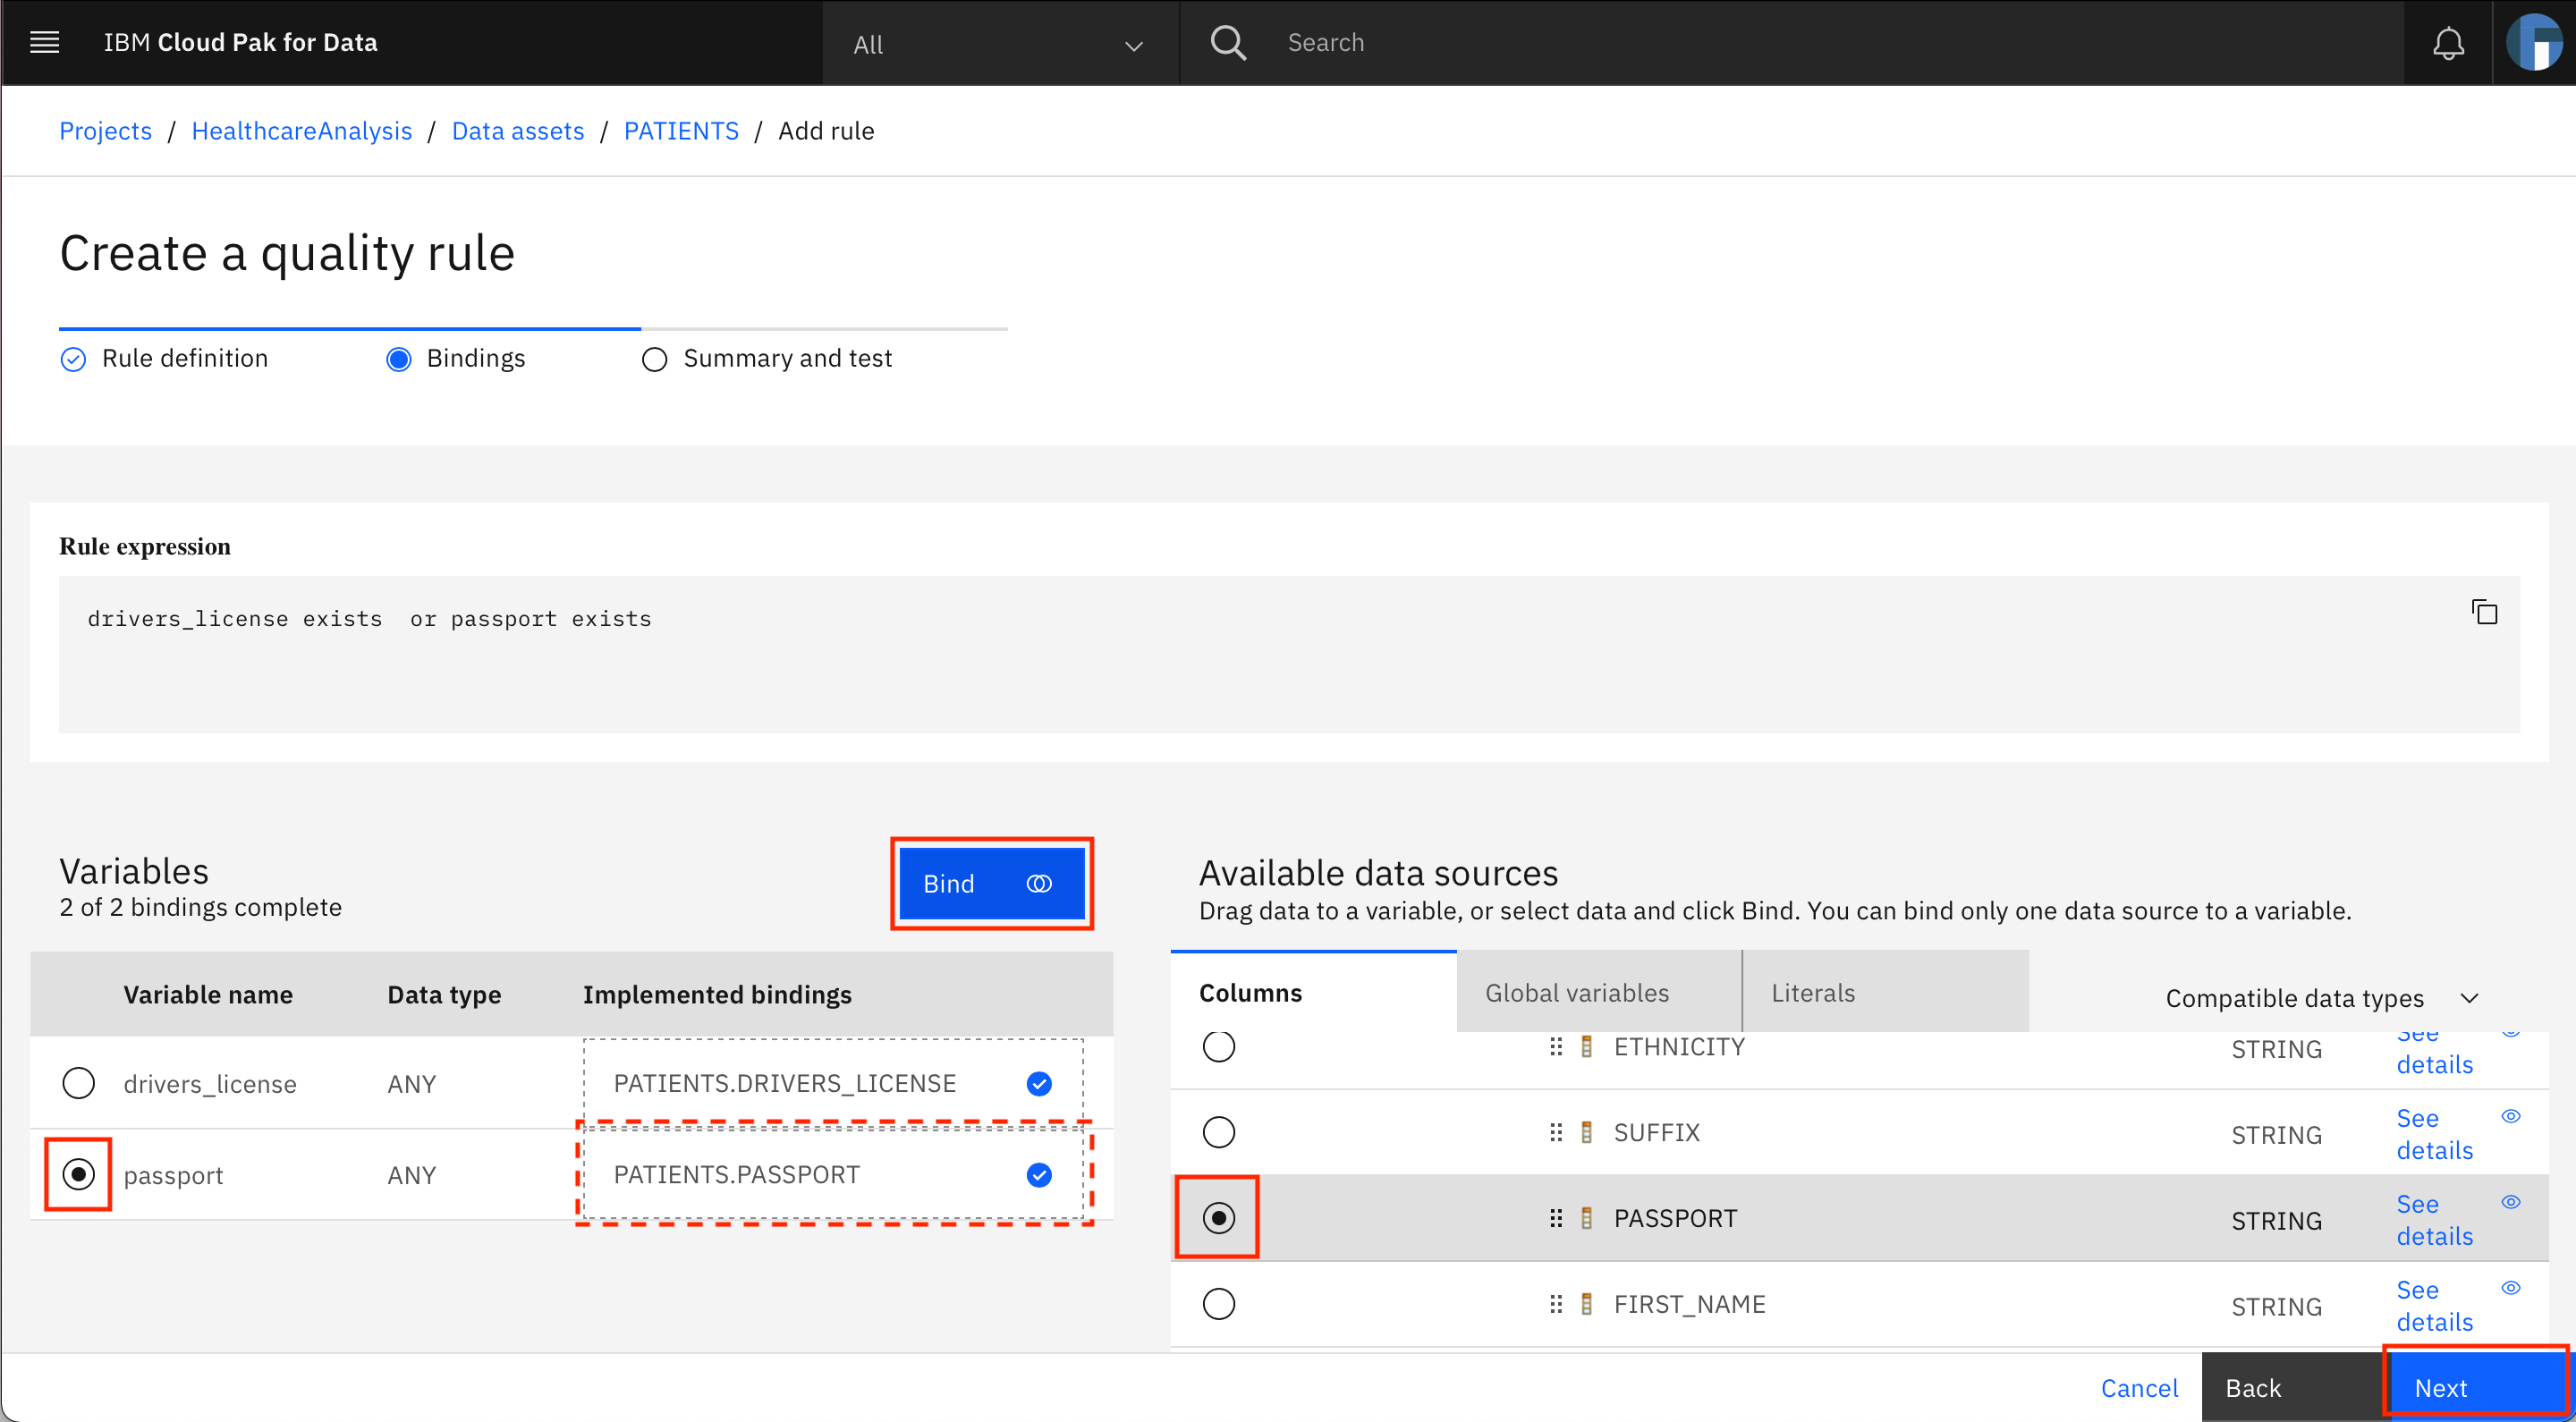 IBM Cloud Pak for Data
All
Search
Projects / HealthcareAnalysis / Data assets / PATIENTS / Add rule
Create a quality rule
Rule definition
Bindings
Summary and test
Rule expression
drivers_license exists  or passport exists
Variables
2 of 2 bindings complete
Bind
Variable name Data type Implemented bindings
drivers_license ANY PATIENTS.DRIVERS_LICENSE
passport ANY PATIENTS.PASSPORT
Available data sources
Drag data to a variable, or select data and click Bind. You can bind only one data source to a variable.
Columns Global variables Literals Compatible data types
ETHNICITY STRING See
details
SUFFIX STRING See
details
PASSPORT STRING See
details
FIRST_NAME STRING See
details
Cancel Back Next